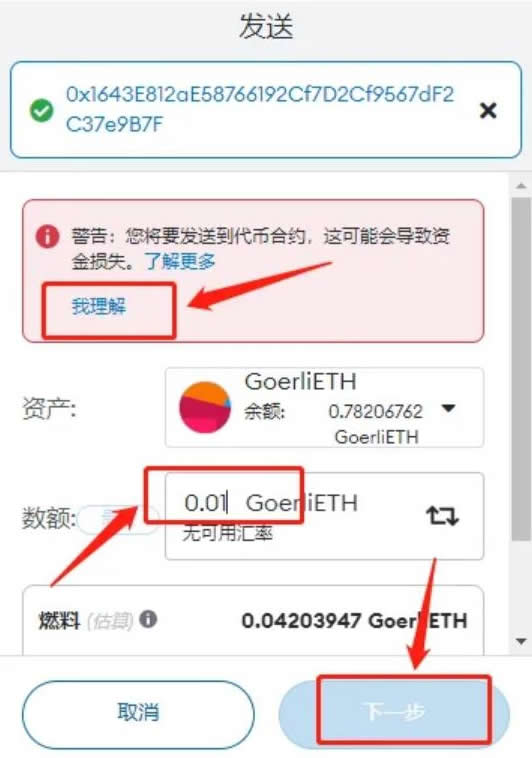 发送
0x1643E812aE58766192Cf7D2Cf9567dF2
C37e9B7F
警告：您将要发送到代币合约，这可能会导致资
金损失。了解更多
我理解
资产:
GoerliETH
余额: 0.78206762
GoerliETH
数额:
0.01 GoerliETH
无可用汇率
燃料 (估算) 0.04203947 GoerliETH
取消
下一步